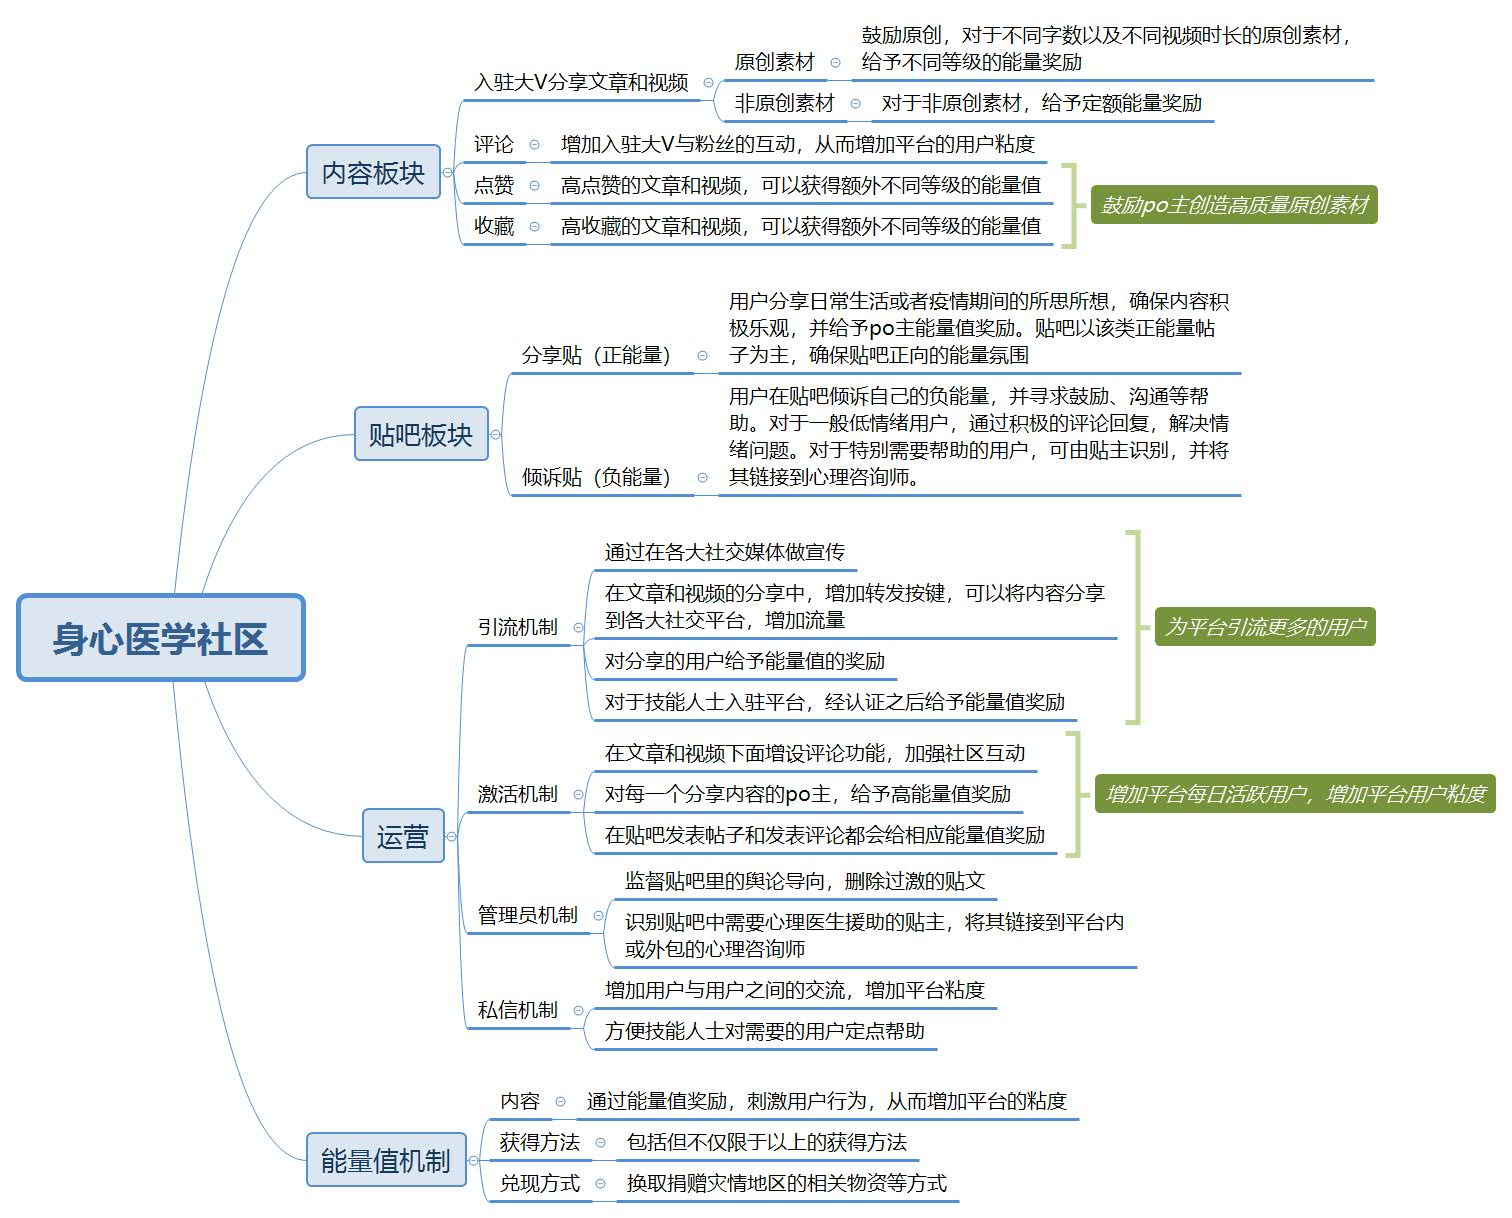 身心医学社区
内容板块
入驻大V分享文章和视频
原创素材
鼓励原创，对于不同字数以及不同视频时长的原创素材，
给予不同等级的能量奖励
非原创素材
对于非原创素材，给予定额能量奖励
评论
增加入驻大V与粉丝的互动，从而增加平台的用户粘度
点赞
高点赞的文章和视频，可以获得额外不同等级的能量值
收藏
高收藏的文章和视频，可以获得额外不同等级的能量值
鼓励po主创造高质量原创素材
贴吧板块
分享贴（正能量）
用户分享日常生活或者疫情期间的所思所想，确保内容积
极乐观，并给予po主能量值奖励。贴吧以该类正能量帖
子为主，确保贴吧正向的能量氛围
倾诉贴（负能量）
用户在贴吧倾诉自己的负能量，并寻求鼓励、沟通等帮
助。对于一般低情绪用户，通过积极的评论回复，解决情
绪问题。对于特别需要帮助的用户，可由贴主识别，并将
其链接到心理咨询师。
运营
引流机制
通过在各大社交媒体做宣传
在文章和视频的分享中，增加转发按键，可以将内容分享
到各大社交平台，增加流量
对分享的用户给予能量值的奖励
对于技能人士入驻平台，经认证之后给予能量值奖励
为平台引流更多的用户
激活机制
在文章和视频下面增设评论功能，加强社区互动
对每一个分享内容的po主，给予高能量值奖励
在贴吧发表帖子和发表评论都会给相应能量值奖励
增加平台每日活跃用户，增加平台用户粘度
管理员机制
监督贴吧里的舆论导向，删除过激的贴文
识别贴吧中需要心理医生援助的贴主，将其链接到平台内
或外包的心理咨询师
私信机制
增加用户与用户之间的交流，增加平台粘度
方便技能人士对需要的用户定点帮助
能量值机制
内容
通过能量值奖励，刺激用户行为，从而增加平台的粘度
获得方法
包括但不仅限于以上的获得方法
兑现方式
换取捐赠灾情地区的相关物资等方式